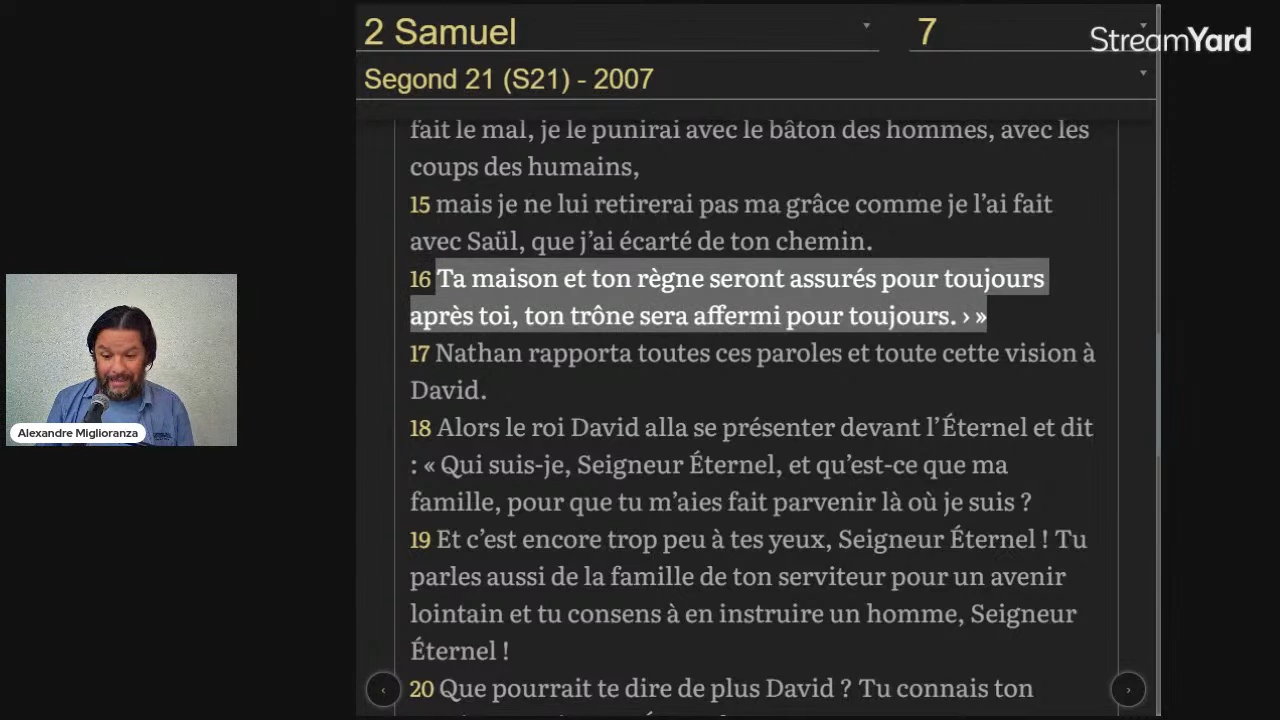 2 Samuel
7
StreamYard
Segond 21 (S21) - 2007
fait le mal, je le punirai avec le bâton des hommes, avec les
coups des humains,
15 mais je ne lui retirerai pas ma grâce comme je l’ai fait
avec Saül, que j’ai écarté de ton chemin.
16 Ta maison et ton règne seront assurés pour toujours
après toi, ton trône sera affermi pour toujours. › »
17 Nathan rapporta toutes ces paroles et toute cette vision à
David.
18 Alors le roi David alla se présenter devant l’Éternel et dit
: « Qui suis-je, Seigneur Éternel, et qu’est-ce que ma
famille, pour que tu m’aies fait parvenir là où je suis ?
19 Et c’est encore trop peu à tes yeux, Seigneur Éternel ! Tu
parles aussi de la famille de ton serviteur pour un avenir
lointain et tu consens à en instruire un homme, Seigneur
Éternel !
20 Que pourrait te dire de plus David ? Tu connais ton
Alexandre Miglioranza